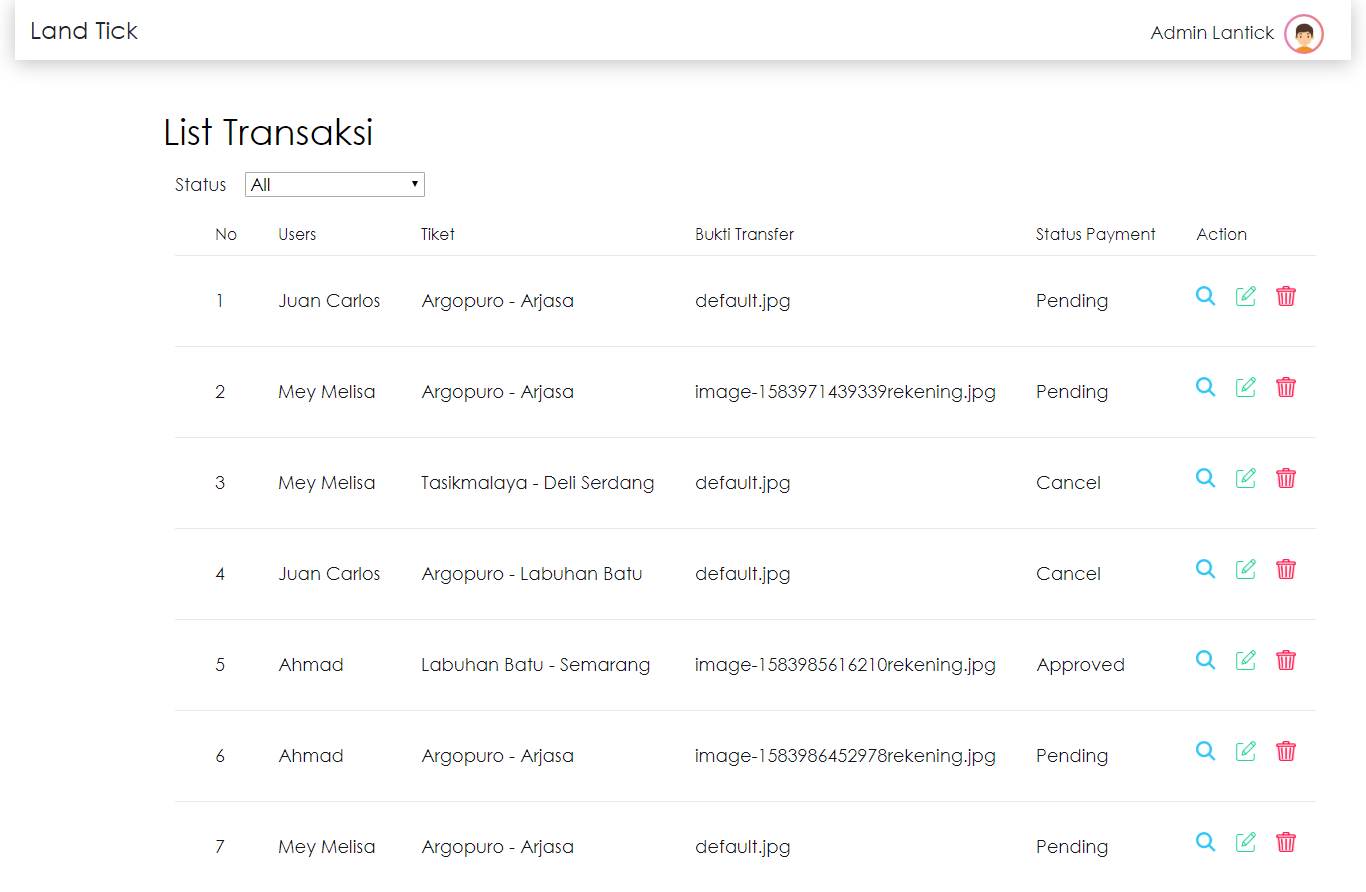 Land Tick Admin Lantick
List Transaksi
Status All
No Users Tiket Bukti Transfer Status Payment Action
1 Juan Carlos Argopuro - Arjasa default.jpg Pending
2 Mey Melisa Argopuro - Arjasa image-1583971439339rekening.jpg Pending
3 Mey Melisa Tasikmalaya - Deli Serdang default.jpg Cancel
4 Juan Carlos Argopuro - Labuhan Batu default.jpg Cancel
5 Ahmad Labuhan Batu - Semarang image-1583985616210rekening.jpg Approved
6 Ahmad Argopuro - Arjasa image-1583986452978rekening.jpg Pending
7 Mey Melisa Argopuro - Arjasa default.jpg Pending